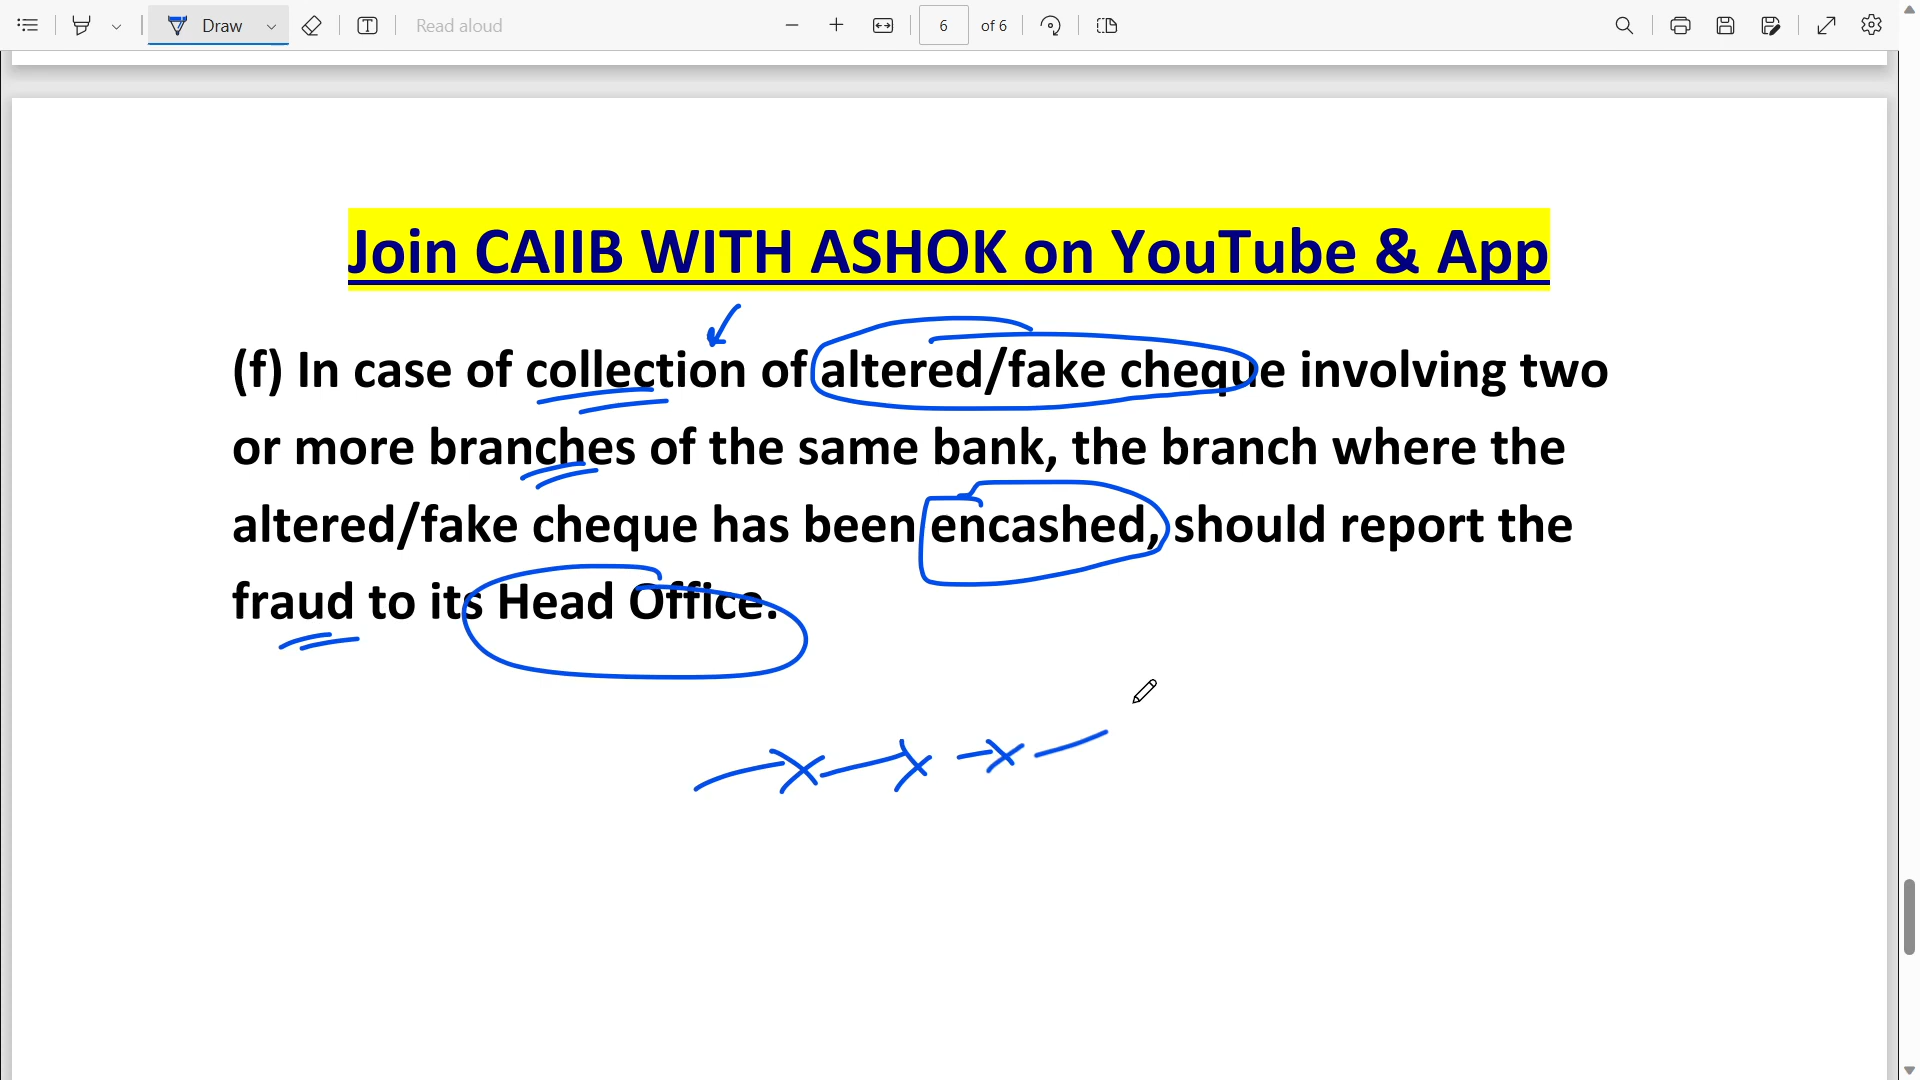 Draw
Read aloud
6
of 6
Join CAIIB WITH ASHOK on YouTube & App
(f) In case of collection of altered/fake cheque involving two
or more branches of the same bank, the branch where the
altered/fake cheque has been encashed, should report the
fraud to its Head Office.